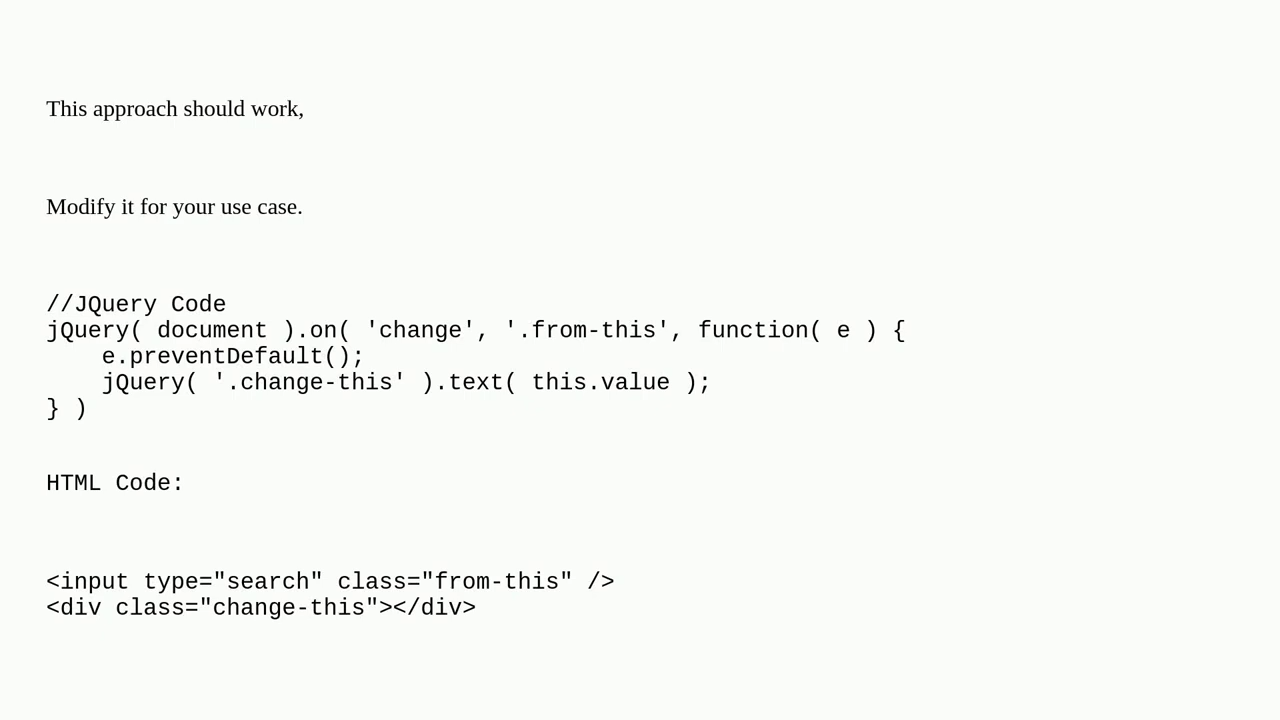 This approach should work,
Modify it for your use case.
//JQuery Code
jQuery( document ).on( 'change', '.from-this', function( e ) {
    e.preventDefault();
    jQuery( '.change-this' ).text( this.value );
} )
HTML Code:
<input type="search" class="from-this" />
<div class="change-this"></div>